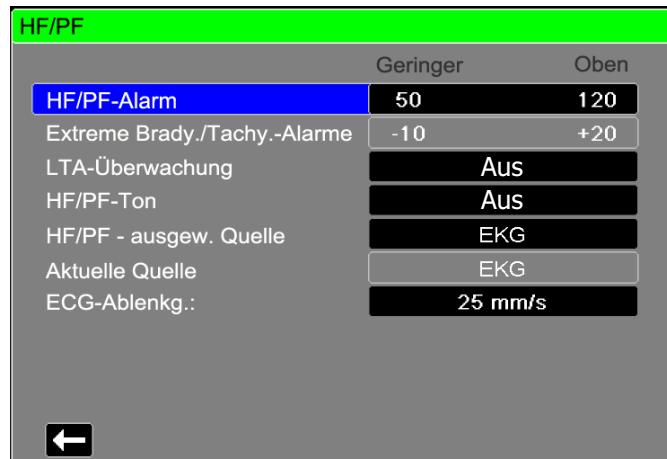 HF/PF
Geringer Oben
HF/PF-Alarm 50 120
Extreme Brady./Tachy.-Alarme -10 +20
LTA-Überwachung Aus
HF/PF-Ton Aus
HF/PF - ausgew. Quelle EKG
Aktuelle Quelle EKG
ECG-Ablenkg.: 25 mm/s